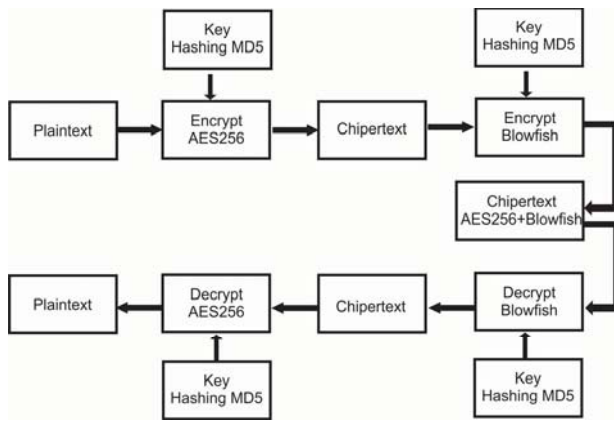 Key
Hashing MD5
Key
Hashing MD5
Plaintext
Encrypt
AES256
Chipertext
Encrypt
Blowfish
Chipertext
AES256+Blowfish
Plaintext
Decrypt
AES256
Chipertext
Decrypt
Blowfish
Key
Hashing MD5
Key
Hashing MD5